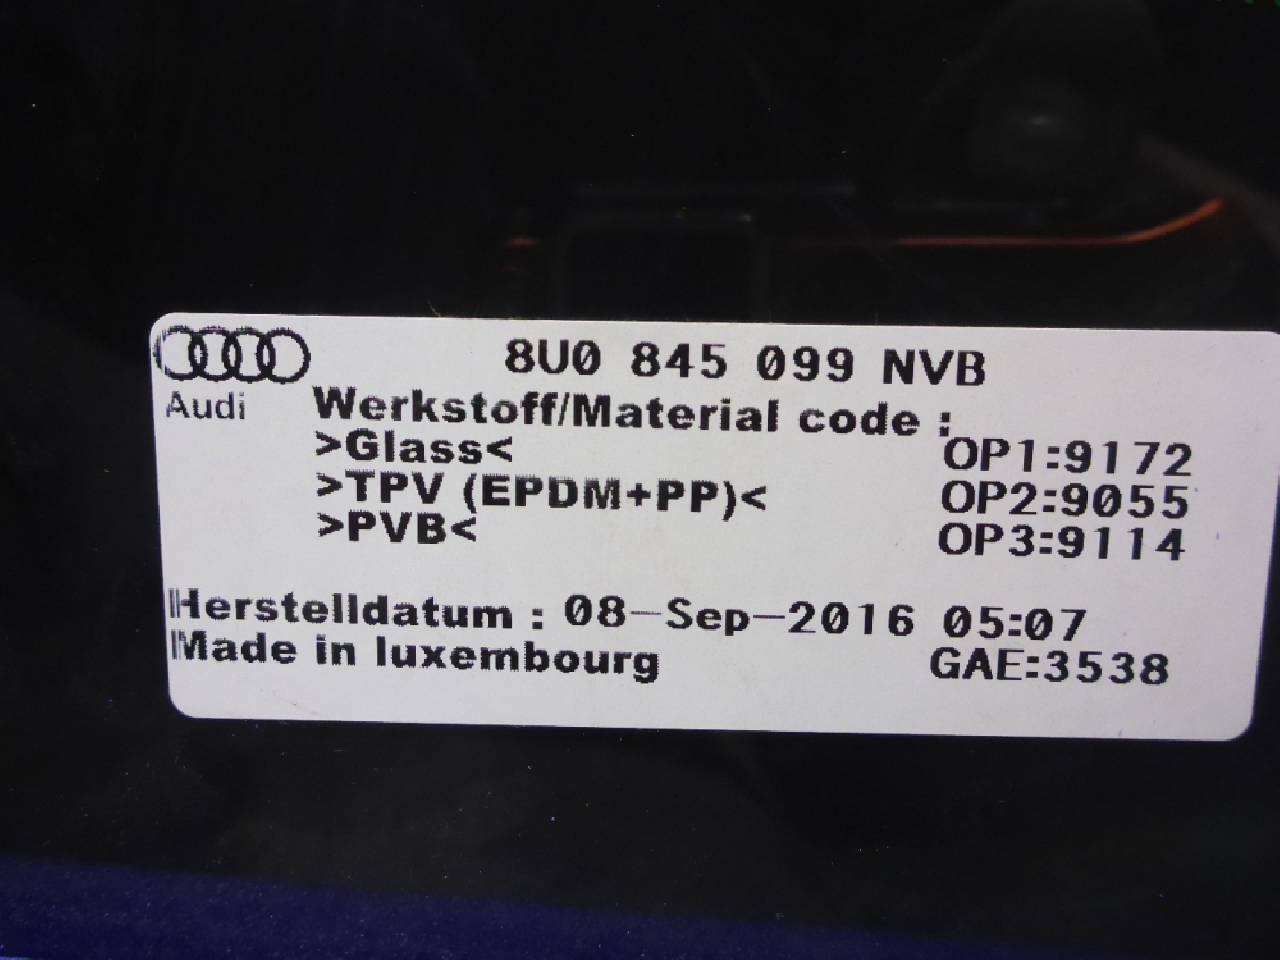 8U0 845 099 NVB
Audi
Werkstoff/Material code :
>Glass<
OP1:9172
>TPV (EPDM+PP)<
OP2:9055
>PVB<
OP3:9114
Herstelldatum : 08-Sep-2016 05:07
Made in luxembourg
GAE:3538